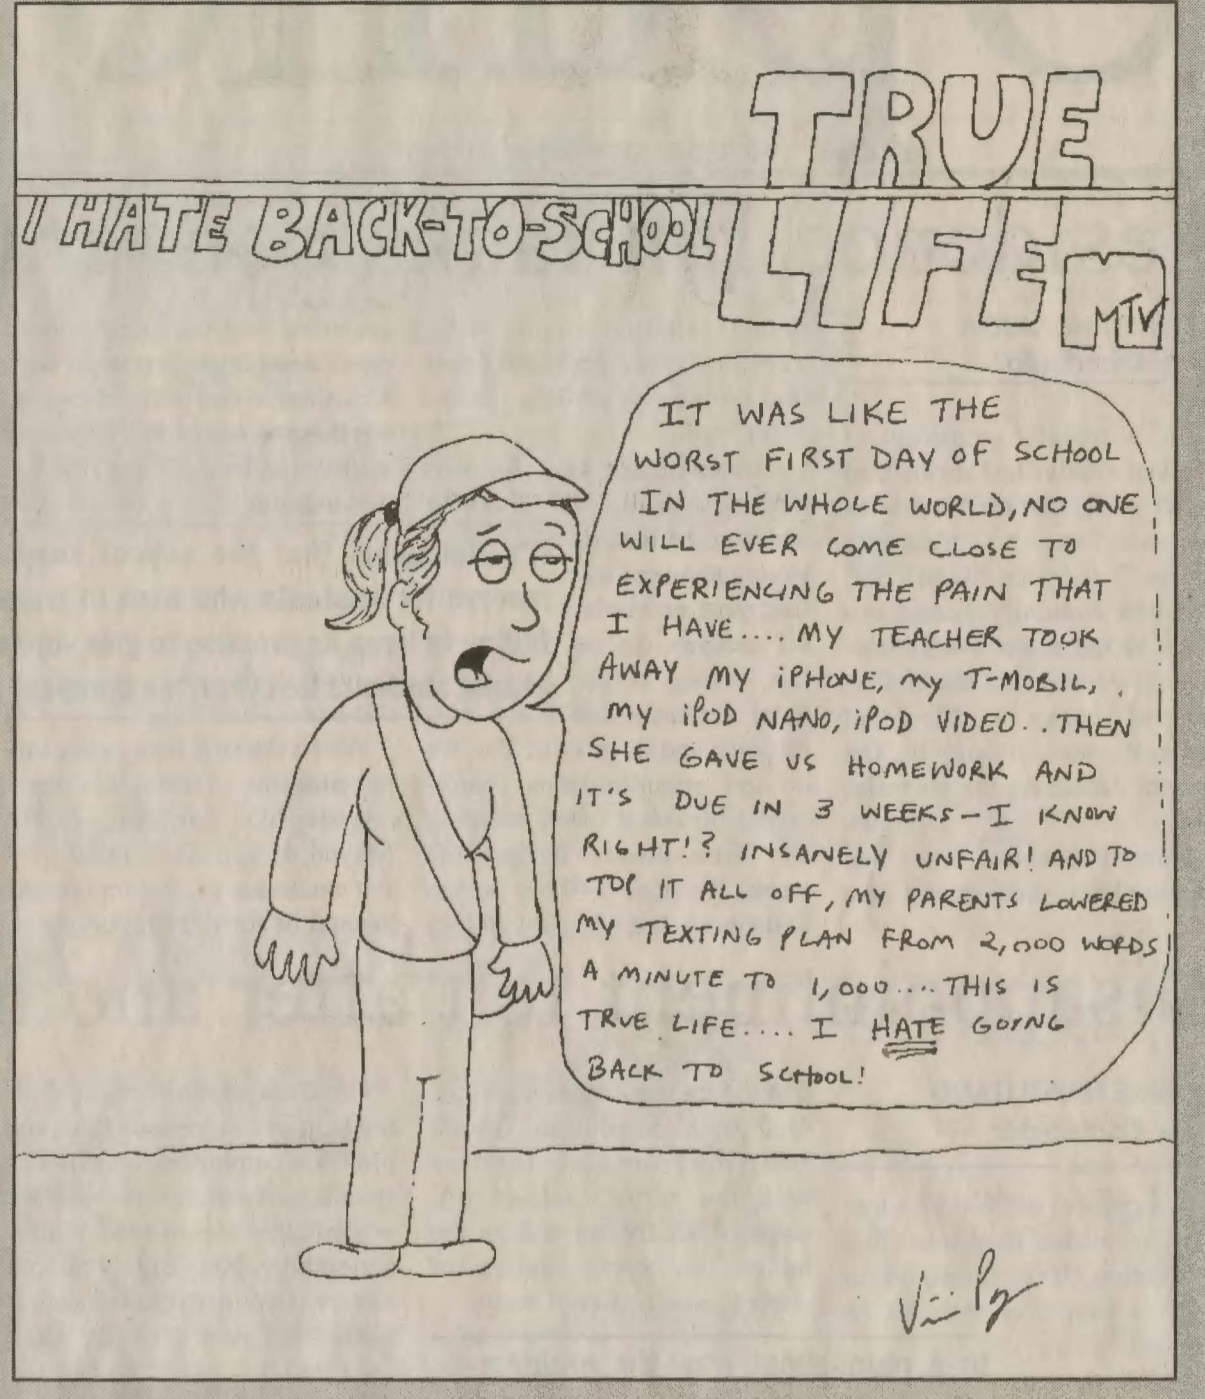 TRUE
I HATE BACK-TO-SCHOOL LIFE
MTV
IT WAS LIKE THE
WORST FIRST DAY OF SCHOOL
IN THE WHOLE WORLD, NO ONE
WILL EVER COME CLOSE TO
EXPERIENCING THE PAIN THAT
I HAVE.... MY TEACHER TOOK
AWAY MY iPHONE, MY T-MOBIL,
MY iPOD NANO, iPOD VIDEO.. THEN
SHE GAVE US HOMEWORK AND
IT'S DUE IN 3 WEEKS - I KNOW
RIGHT!? INSANELY UNFAIR! AND TO
TOP IT ALL OFF, MY PARENTS LOWERED
MY TEXTING PLAN FROM 2,000 WORDS
A MINUTE TO 1,000.... THIS IS
TRUE LIFE.... I HATE GOING
BACK TO SCHOOL!